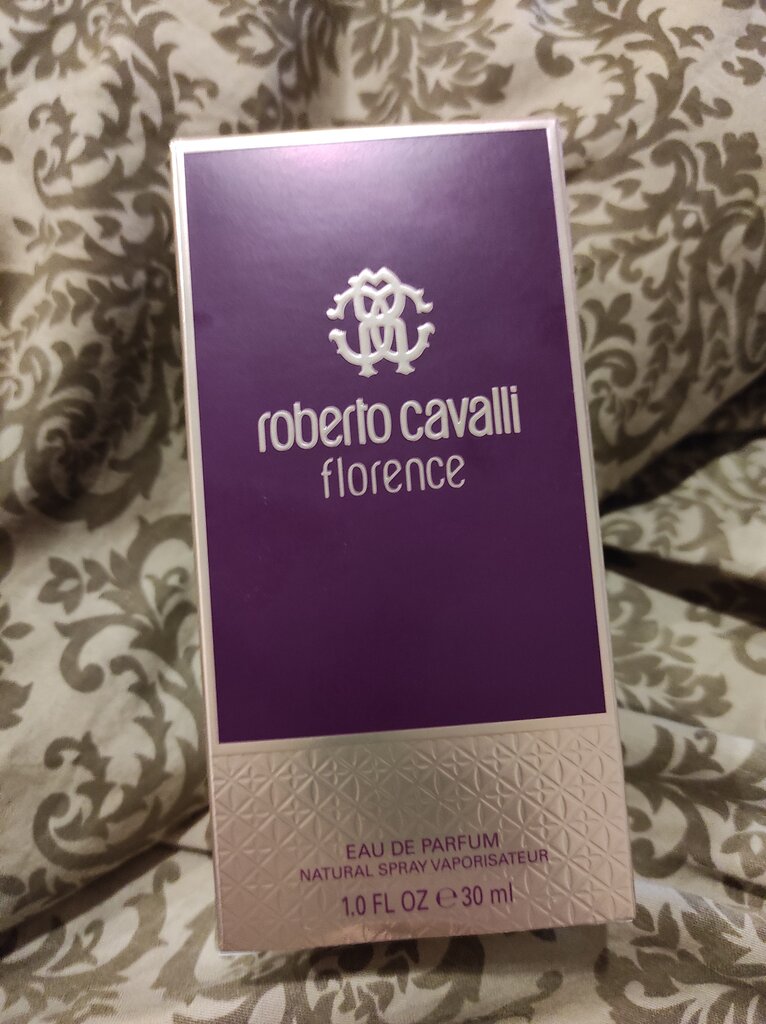 roberto cavalli
florence
EAU DE PARFUM
NATURAL SPRAY VAPORISATEUR
1.0 FL OZ ℮ 30 ml